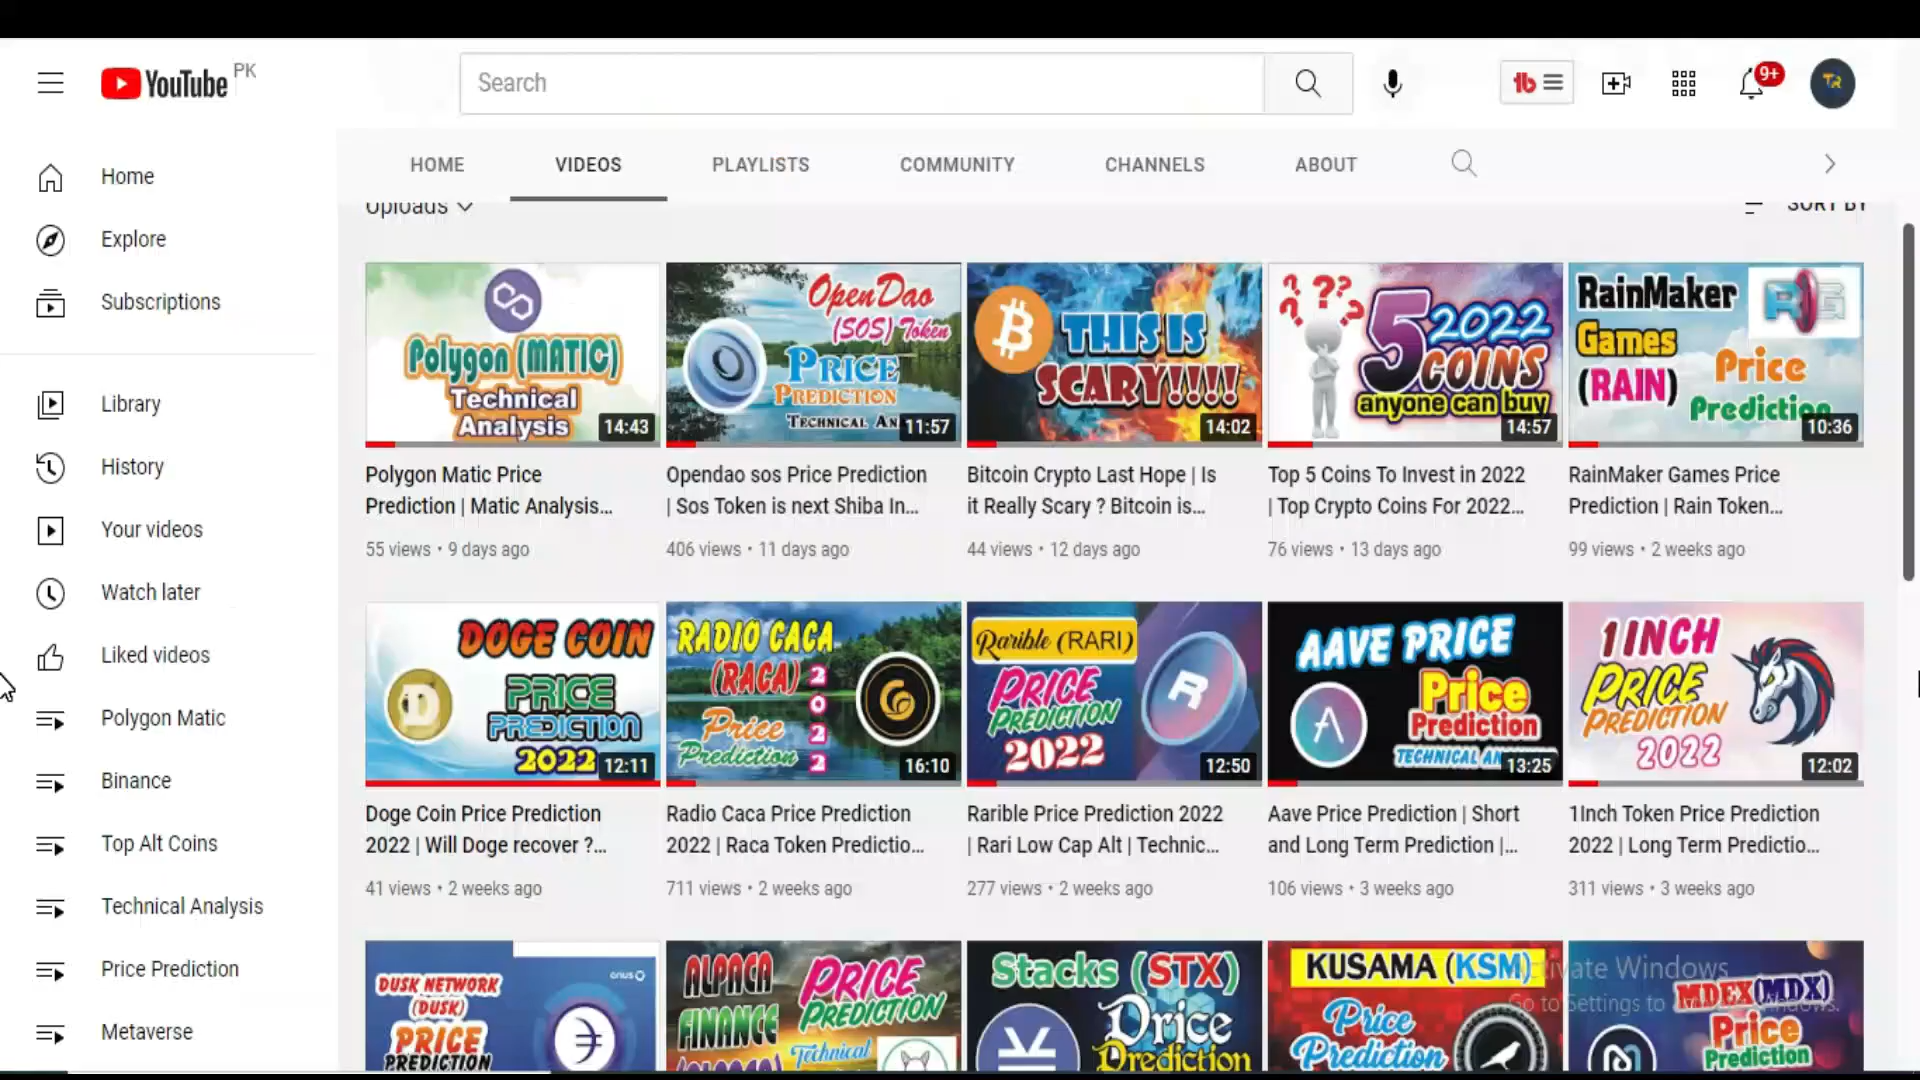 YouTube PK
Search
9+
TR
HOME VIDEOS PLAYLISTS COMMUNITY CHANNELS ABOUT
Uploads SORT BY
Home
Explore
Subscriptions
Library
History
Your videos
Watch later
Liked videos
Polygon Matic
Binance
Top Alt Coins
Technical Analysis
Price Prediction
Metaverse
Polygon (MATIC)
Technical
Analysis
14:43
Polygon Matic Price
Prediction | Matic Analysis...
55 views • 9 days ago
OpenDao
(SOS) Token
PRICE
PREDICTION
TECHNICAL AN
11:57
Opendao sos Price Prediction
| Sos Token is next Shiba In...
406 views • 11 days ago
THIS IS
SCARY!!!!
14:02
Bitcoin Crypto Last Hope | Is
it Really Scary ? Bitcoin is...
44 views • 12 days ago
5 2022
COINS
anyone can buy
14:57
Top 5 Coins To Invest in 2022
| Top Crypto Coins For 2022...
76 views • 13 days ago
RainMaker
Games
(RAIN)
Price
Prediction
10:36
RainMaker Games Price
Prediction | Rain Token...
99 views • 2 weeks ago
DOGE COIN
PRICE
PREDICTION
2022
12:11
Doge Coin Price Prediction
2022 | Will Doge recover ?...
41 views • 2 weeks ago
RADIO CACA
(RACA)
2022
Price
Prediction
16:10
Radio Caca Price Prediction
2022 | Raca Token Predictio...
711 views • 2 weeks ago
Rarible (RARI)
PRICE
PREDICTION
2022
12:50
Rarible Price Prediction 2022
| Rari Low Cap Alt | Technic...
277 views • 2 weeks ago
AAVE PRICE
Price
Prediction
TECHNICAL AN
13:25
Aave Price Prediction | Short
and Long Term Prediction |...
106 views • 3 weeks ago
1INCH
PRICE
PREDICTION
2022
12:02
1Inch Token Price Prediction
2022 | Long Term Predictio...
311 views • 3 weeks ago
DUSK NETWORK
(DUSK)
PRICE
PREDICTION
ALPACA
FINANCE
PRICE
PREDICTION
Technical
Stacks (STX)
Price
Prediction
KUSAMA (KSM)
Price
Prediction
MDEX (MDX)
Price
Prediction
Activate Windows
Go to Settings to